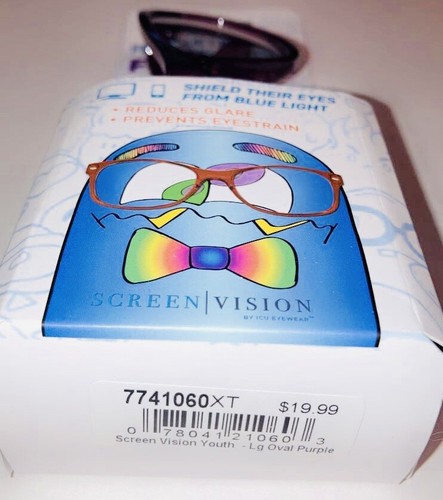 SHIELD THEIR EYES
FROM BLUE LIGHT
• REDUCES GLARE
• PREVENTS EYESTRAIN
SCREEN|VISION
BY ICU EYEWEAR™
7741060XT $19.99
0 78041 21060 3
Screen Vision Youth - Lg Oval Purple